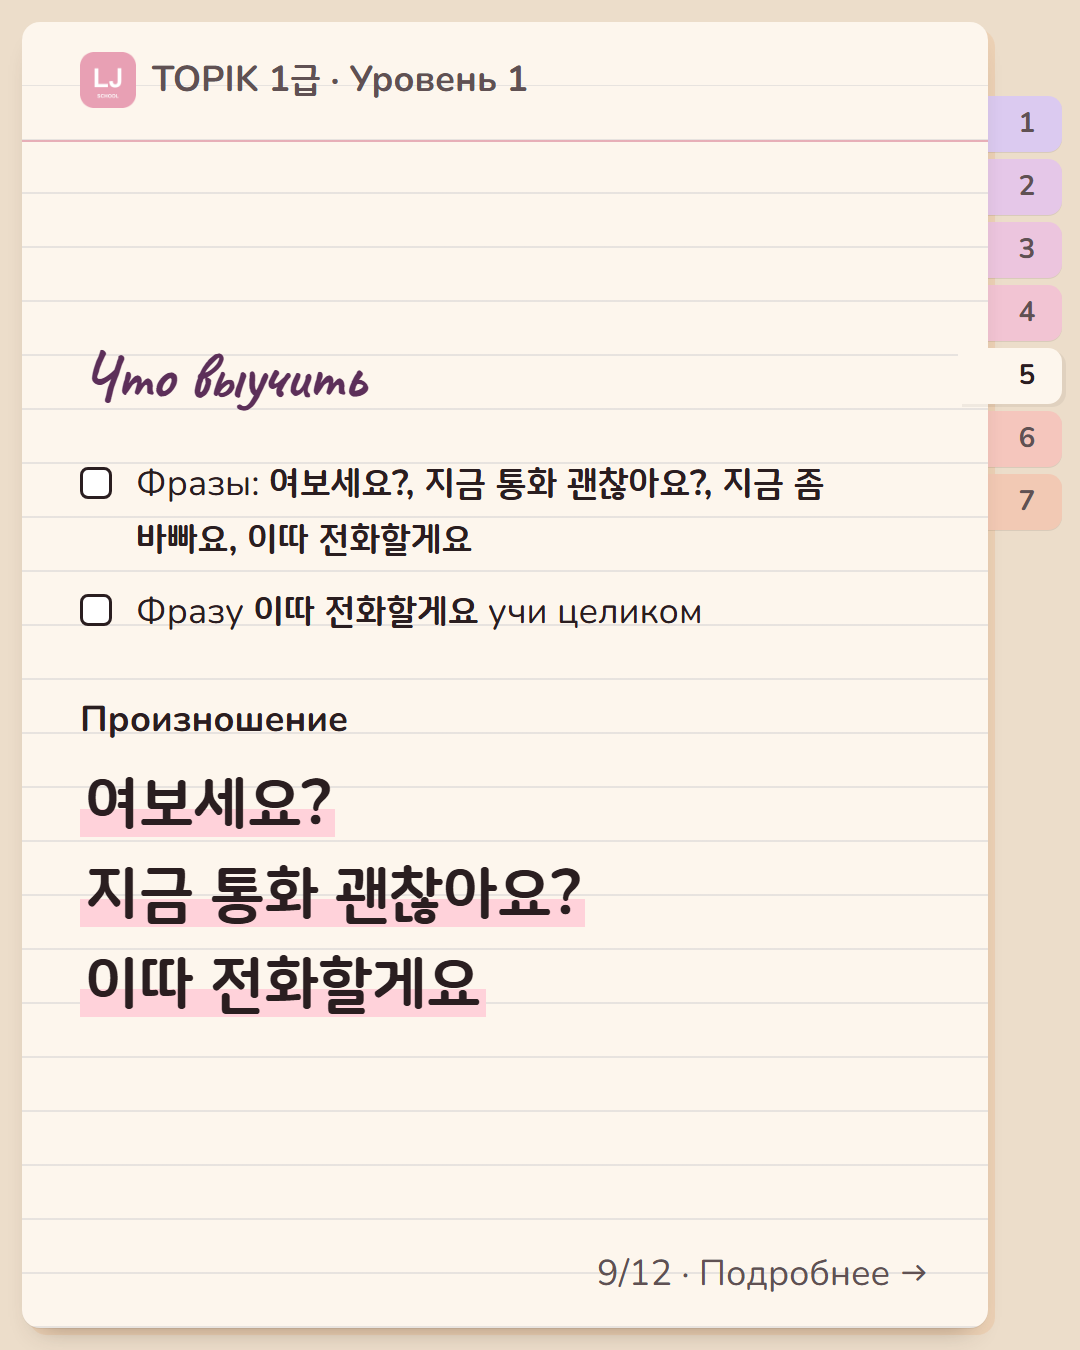 LJ
SCHOOL
TOPIK 1급 · Уровень 1
1
2
3
4
5
6
7
Что выучить
Фразы: 여보세요?, 지금 통화 괜찮아요?, 지금 좀
바빠요, 이따 전화할게요
Фразу 이따 전화할게요 учи целиком
Произношение
여보세요?
지금 통화 괜찮아요?
이따 전화할게요
9/12 · Подробнее →